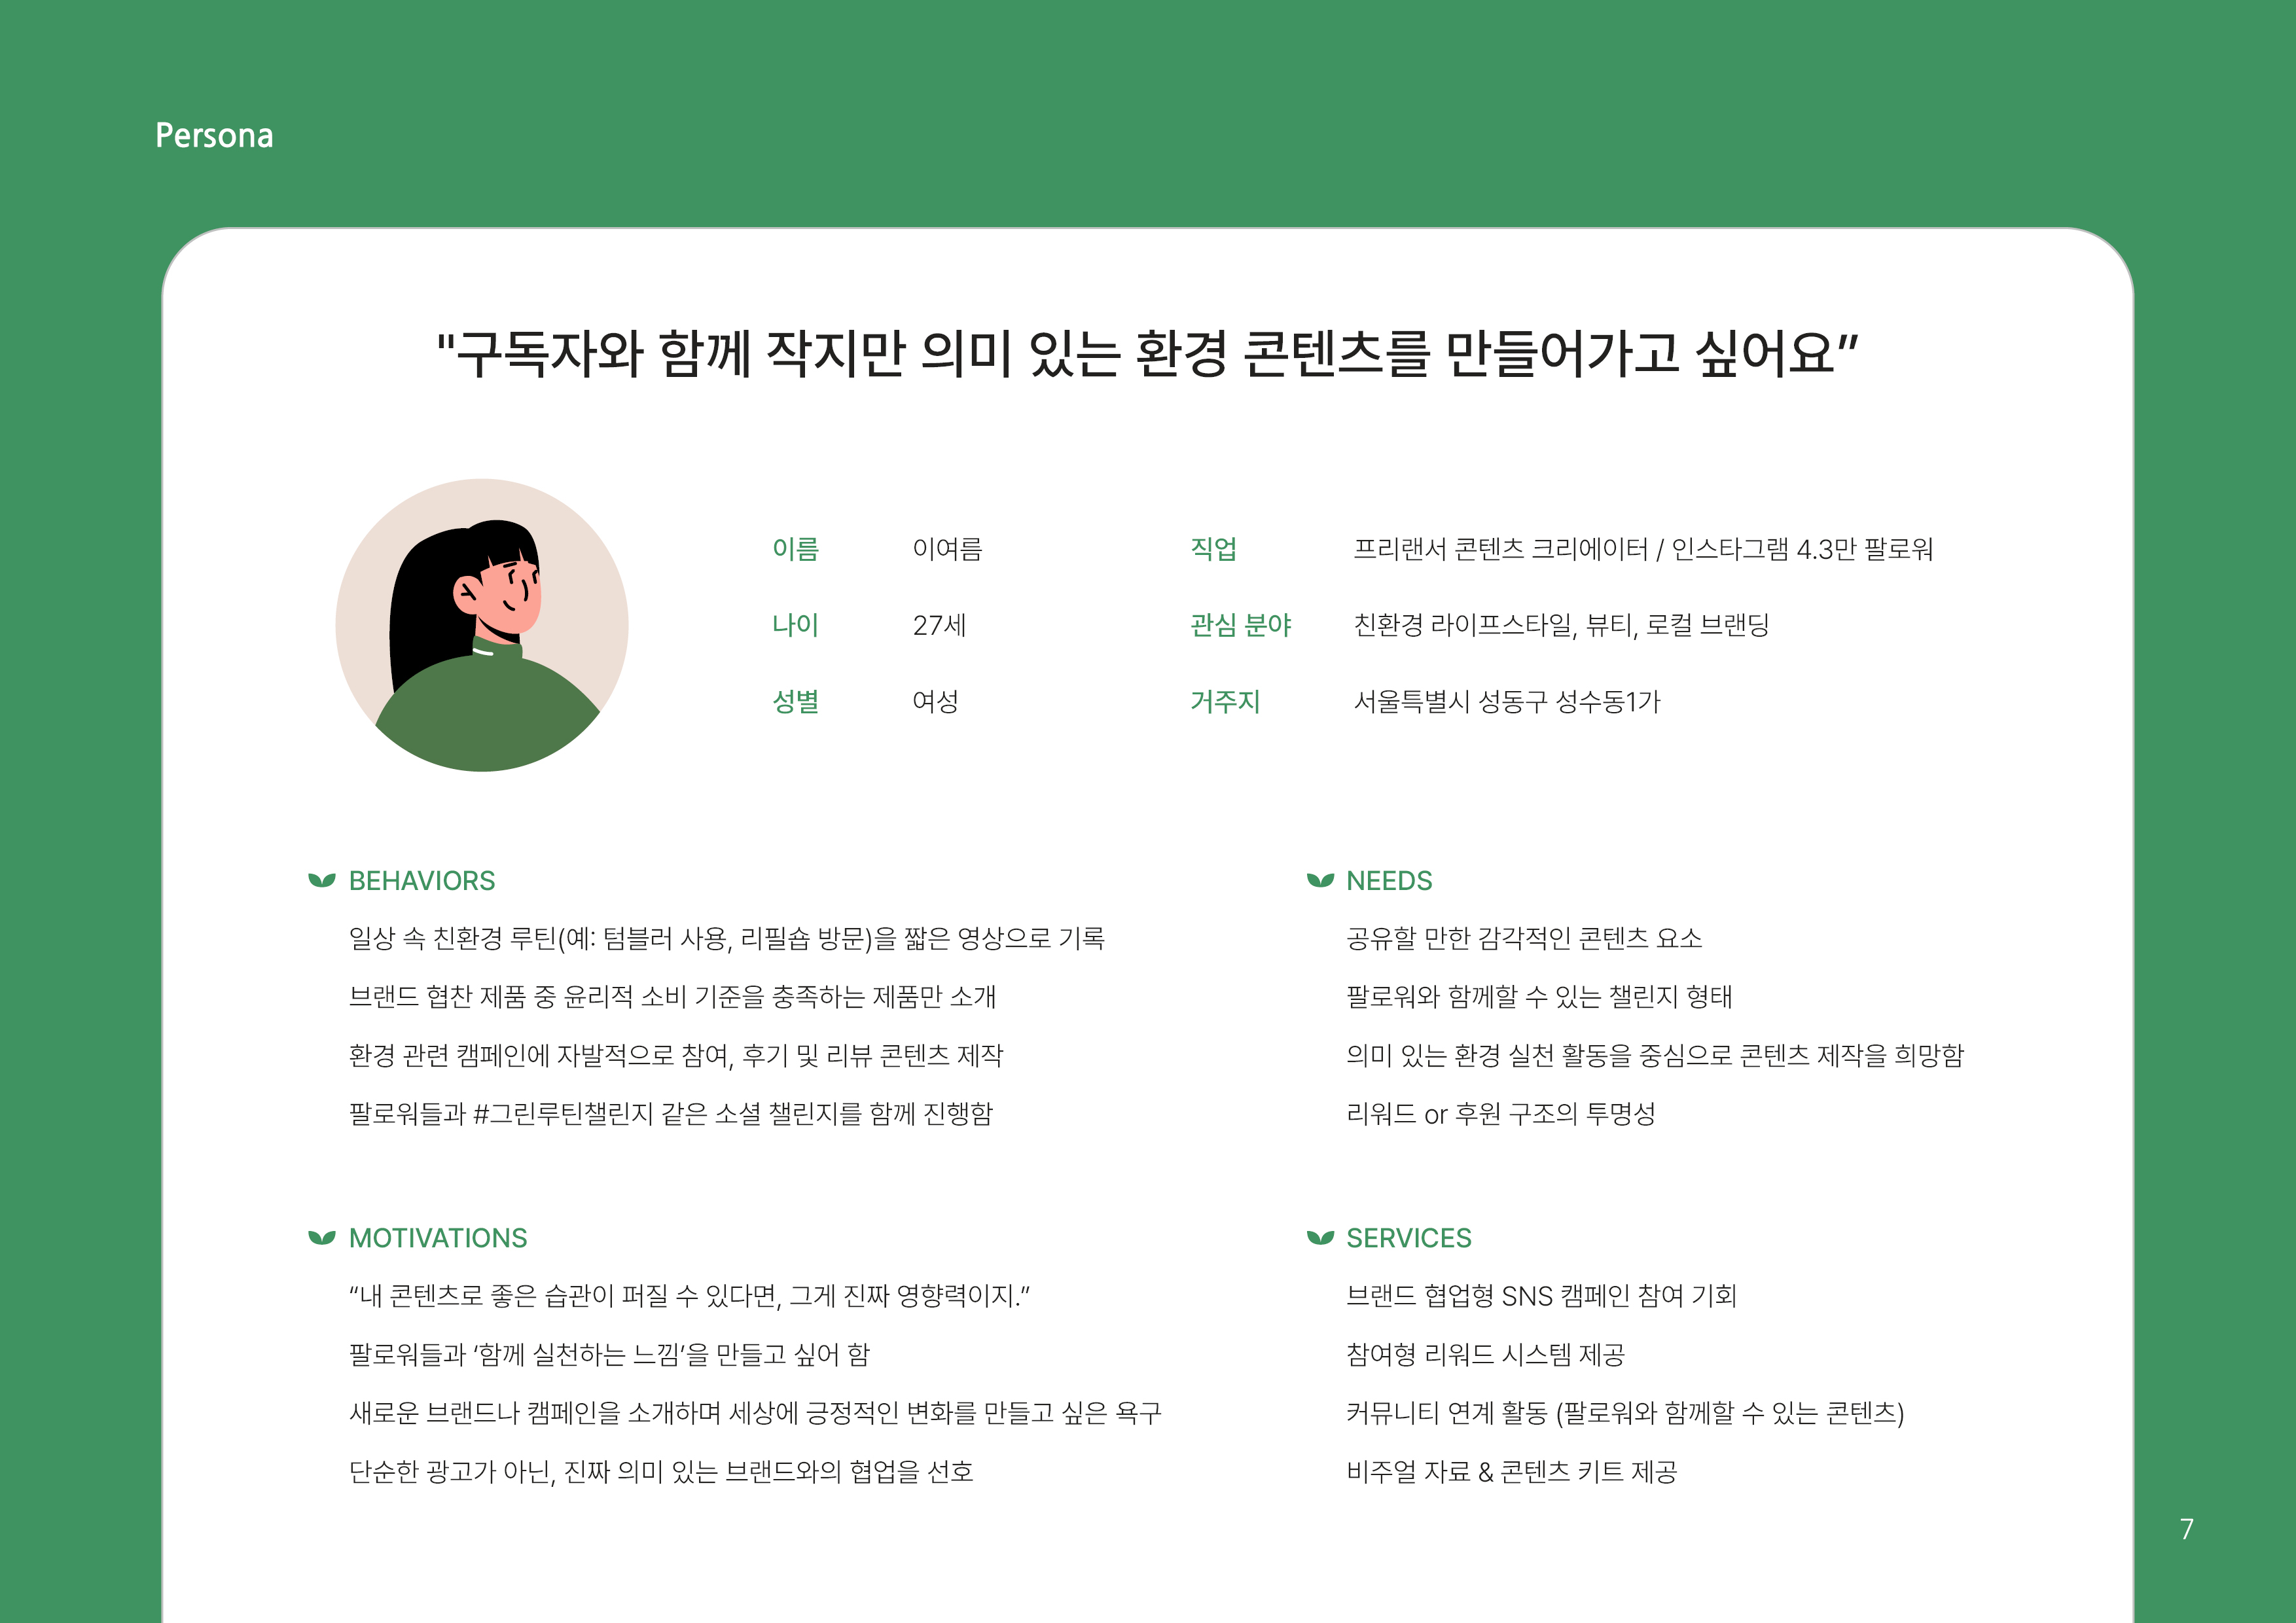 Persona
"구독자와 함께 작지만 의미 있는 환경 콘텐츠를 만들어가고 싶어요”
이름 이여름 직업 프리랜서 콘텐츠 크리에이터 / 인스타그램 4.3만 팔로워
나이 27세 관심 분야 친환경 라이프스타일, 뷰티, 로컬 브랜딩
성별 여성 거주지 서울특별시 성동구 성수동1가
BEHAVIORS
일상 속 친환경 루틴(예: 텀블러 사용, 리필숍 방문)을 짧은 영상으로 기록
브랜드 협찬 제품 중 윤리적 소비 기준을 충족하는 제품만 소개
환경 관련 캠페인에 자발적으로 참여, 후기 및 리뷰 콘텐츠 제작
팔로워들과 #그린루틴챌린지 같은 소셜 챌린지를 함께 진행함
NEEDS
공유할 만한 감각적인 콘텐츠 요소
팔로워와 함께할 수 있는 챌린지 형태
의미 있는 환경 실천 활동을 중심으로 콘텐츠 제작을 희망함
리워드 or 후원 구조의 투명성
MOTIVATIONS
“내 콘텐츠로 좋은 습관이 퍼질 수 있다면, 그게 진짜 영향력이지.”
팔로워들과 ‘함께 실천하는 느낌’을 만들고 싶어 함
새로운 브랜드나 캠페인을 소개하며 세상에 긍정적인 변화를 만들고 싶은 욕구
단순한 광고가 아닌, 진짜 의미 있는 브랜드와의 협업을 선호
SERVICES
브랜드 협업형 SNS 캠페인 참여 기회
참여형 리워드 시스템 제공
커뮤니티 연계 활동 (팔로워와 함께할 수 있는 콘텐츠)
비주얼 자료 & 콘텐츠 키트 제공
7